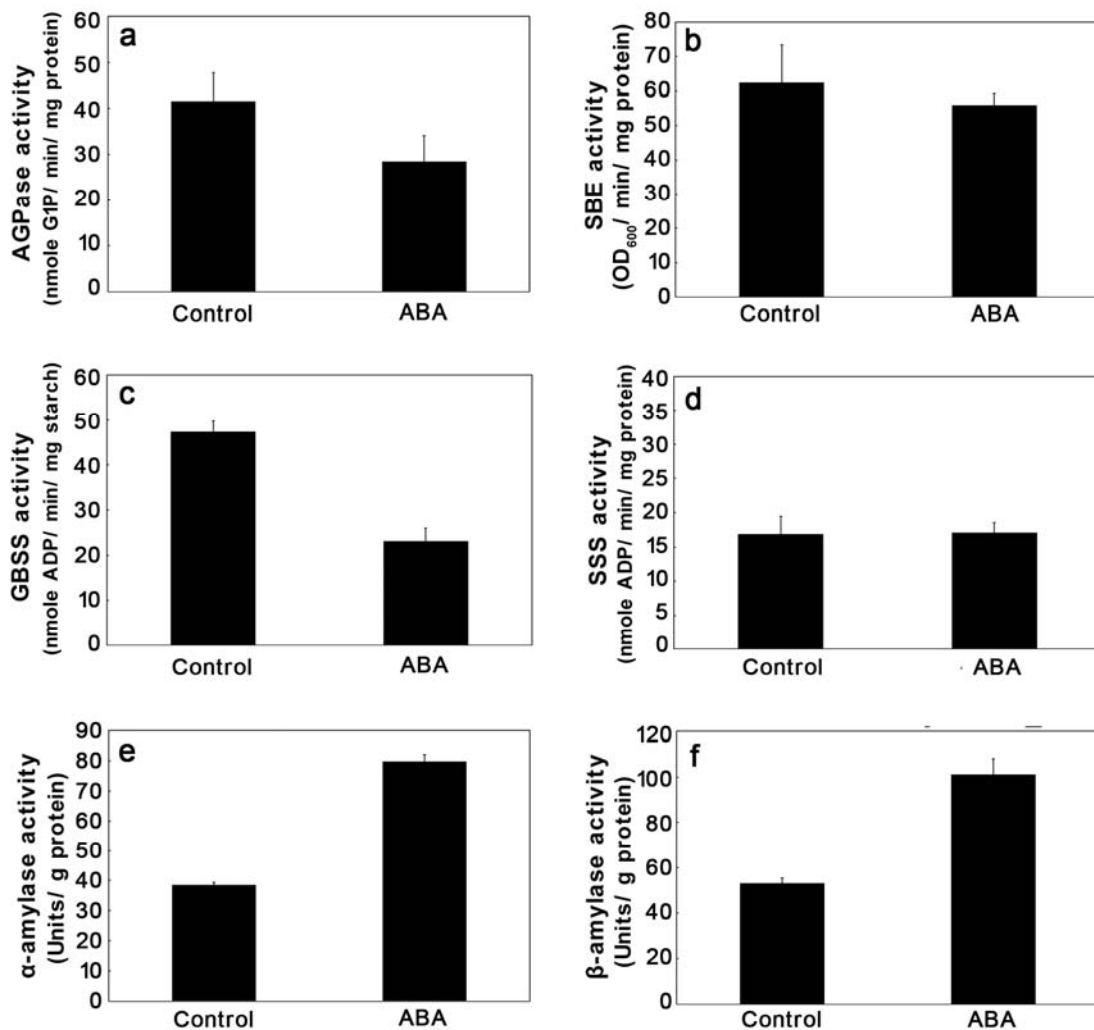 a
AGPase activity
(nmole G1P/ min/ mg protein)
60
50
40
30
20
10
0
Control
ABA
b
SBE activity
(OD₆₀₀/ min/ mg protein)
80
70
60
50
40
30
20
10
0
Control
ABA
c
GBSS activity
(nmole ADP/ min/ mg starch)
60
50
40
30
20
10
0
Control
ABA
d
SSS activity
(nmole ADP/ min/ mg protein)
40
35
30
25
20
15
10
5
0
Control
ABA
e
α-amylase activity
(Units/ g protein)
90
80
70
60
50
40
30
20
10
0
Control
ABA
f
β-amylase activity
(Units/ g protein)
120
100
80
60
40
20
0
Control
ABA